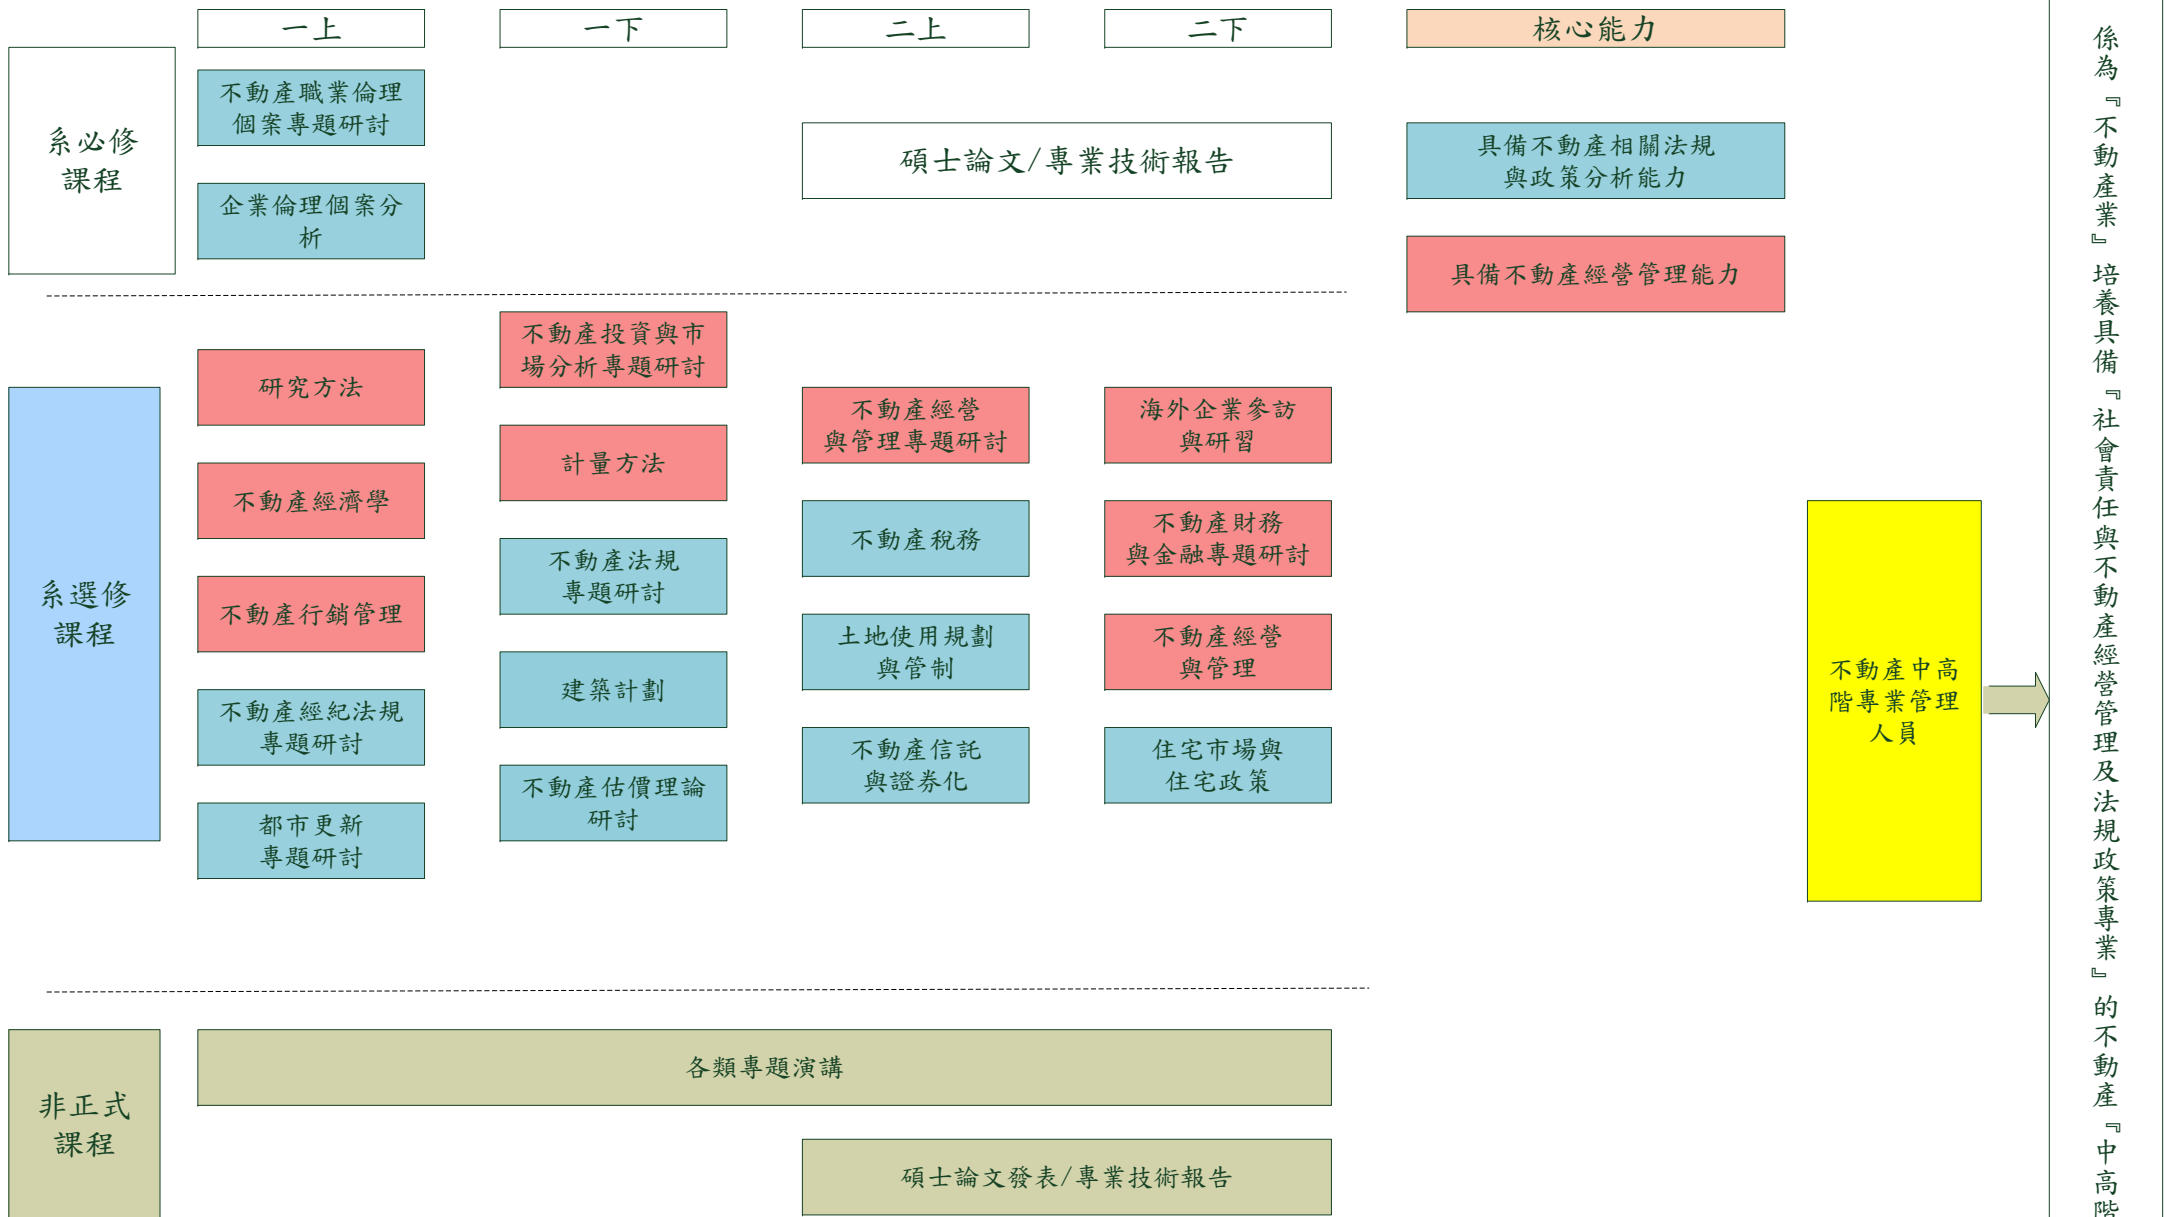 一上
一下
二上
二下
核心能力
系必修
課程
不動產職業倫理
個案專題研討
企業倫理個案分
析
碩士論文/專業技術報告
具備不動產相關法規
與政策分析能力
具備不動產經營管理能力
系選修
課程
研究方法
不動產經濟學
不動產行銷管理
不動產經紀法規
專題研討
都市更新
專題研討
不動產投資與市
場分析專題研討
計量方法
不動產法規
專題研討
建築計劃
不動產估價理論
研討
不動產經營
與管理專題研討
不動產稅務
土地使用規劃
與管制
不動產信託
與證券化
海外企業參訪
與研習
不動產財務
與金融專題研討
不動產經營
與管理
住宅市場與
住宅政策
不動產中高
階專業管理
人員
係為『不動產業』培養具備『社會責任與不動產經營管理及法規政策專業』的不動產『中高階
非正式
課程
各類專題演講
碩士論文發表/專業技術報告